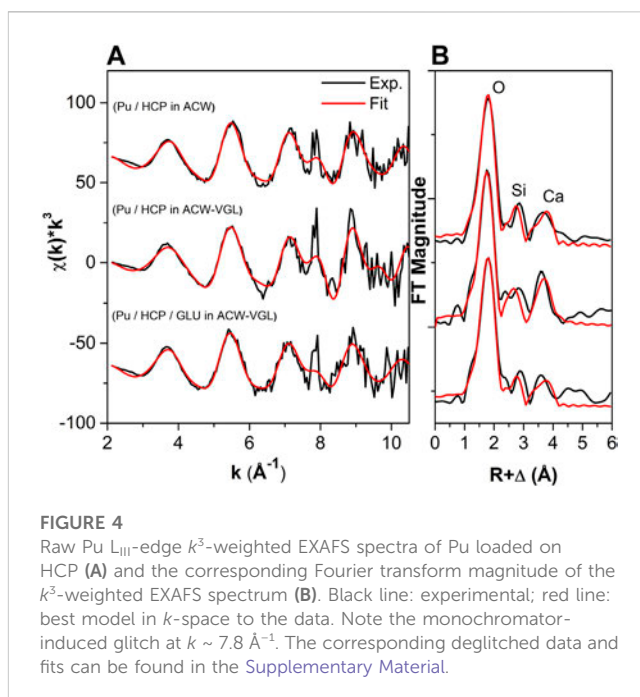 A
B
Exp.
Fit
(Pu / HCP in ACW)
(Pu / HCP in ACW-VGL)
(Pu / HCP / GLU in ACW-VGL)
χ(k)*k³
100
50
0
-50
-100
2
4
6
8
10
k (Å⁻¹)
O
Si
Ca
FT Magnitude
0
1
2
3
4
5
6
R+Δ (Å)
FIGURE 4
Raw Pu LIII-edge k³-weighted EXAFS spectra of Pu loaded on
HCP (A) and the corresponding Fourier transform magnitude of the
k³-weighted EXAFS spectrum (B). Black line: experimental; red line:
best model in k-space to the data. Note the monochromator-
induced glitch at k ~ 7.8 Å⁻¹. The corresponding deglitched data and
fits can be found in the Supplementary Material.